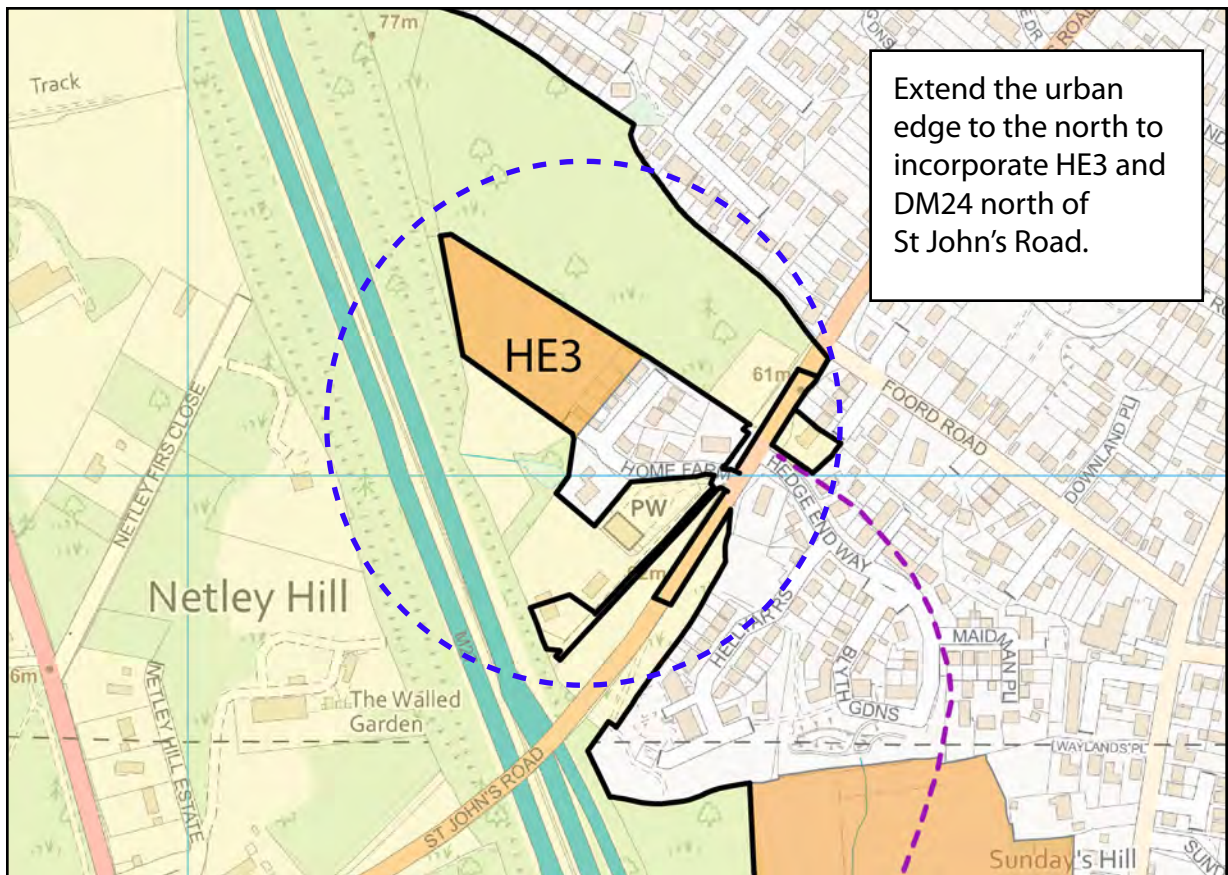 77m
Track
Extend the urban
edge to the north to
incorporate HE3 and
DM24 north of
St John's Road.
HE3
61m
FOORD ROAD
DOWNLAND PL
NETLEY FIRS CLOSE
HOME FARM
HEDGE END WAY
PW
62m
Netley Hill
MAIDMAN PL
BLYTH GDNS
6m
NETLEY HILL ESTATE
The Walled
Garden
WAYLANDS PL
ST JOHN'S ROAD
Sunday's Hill